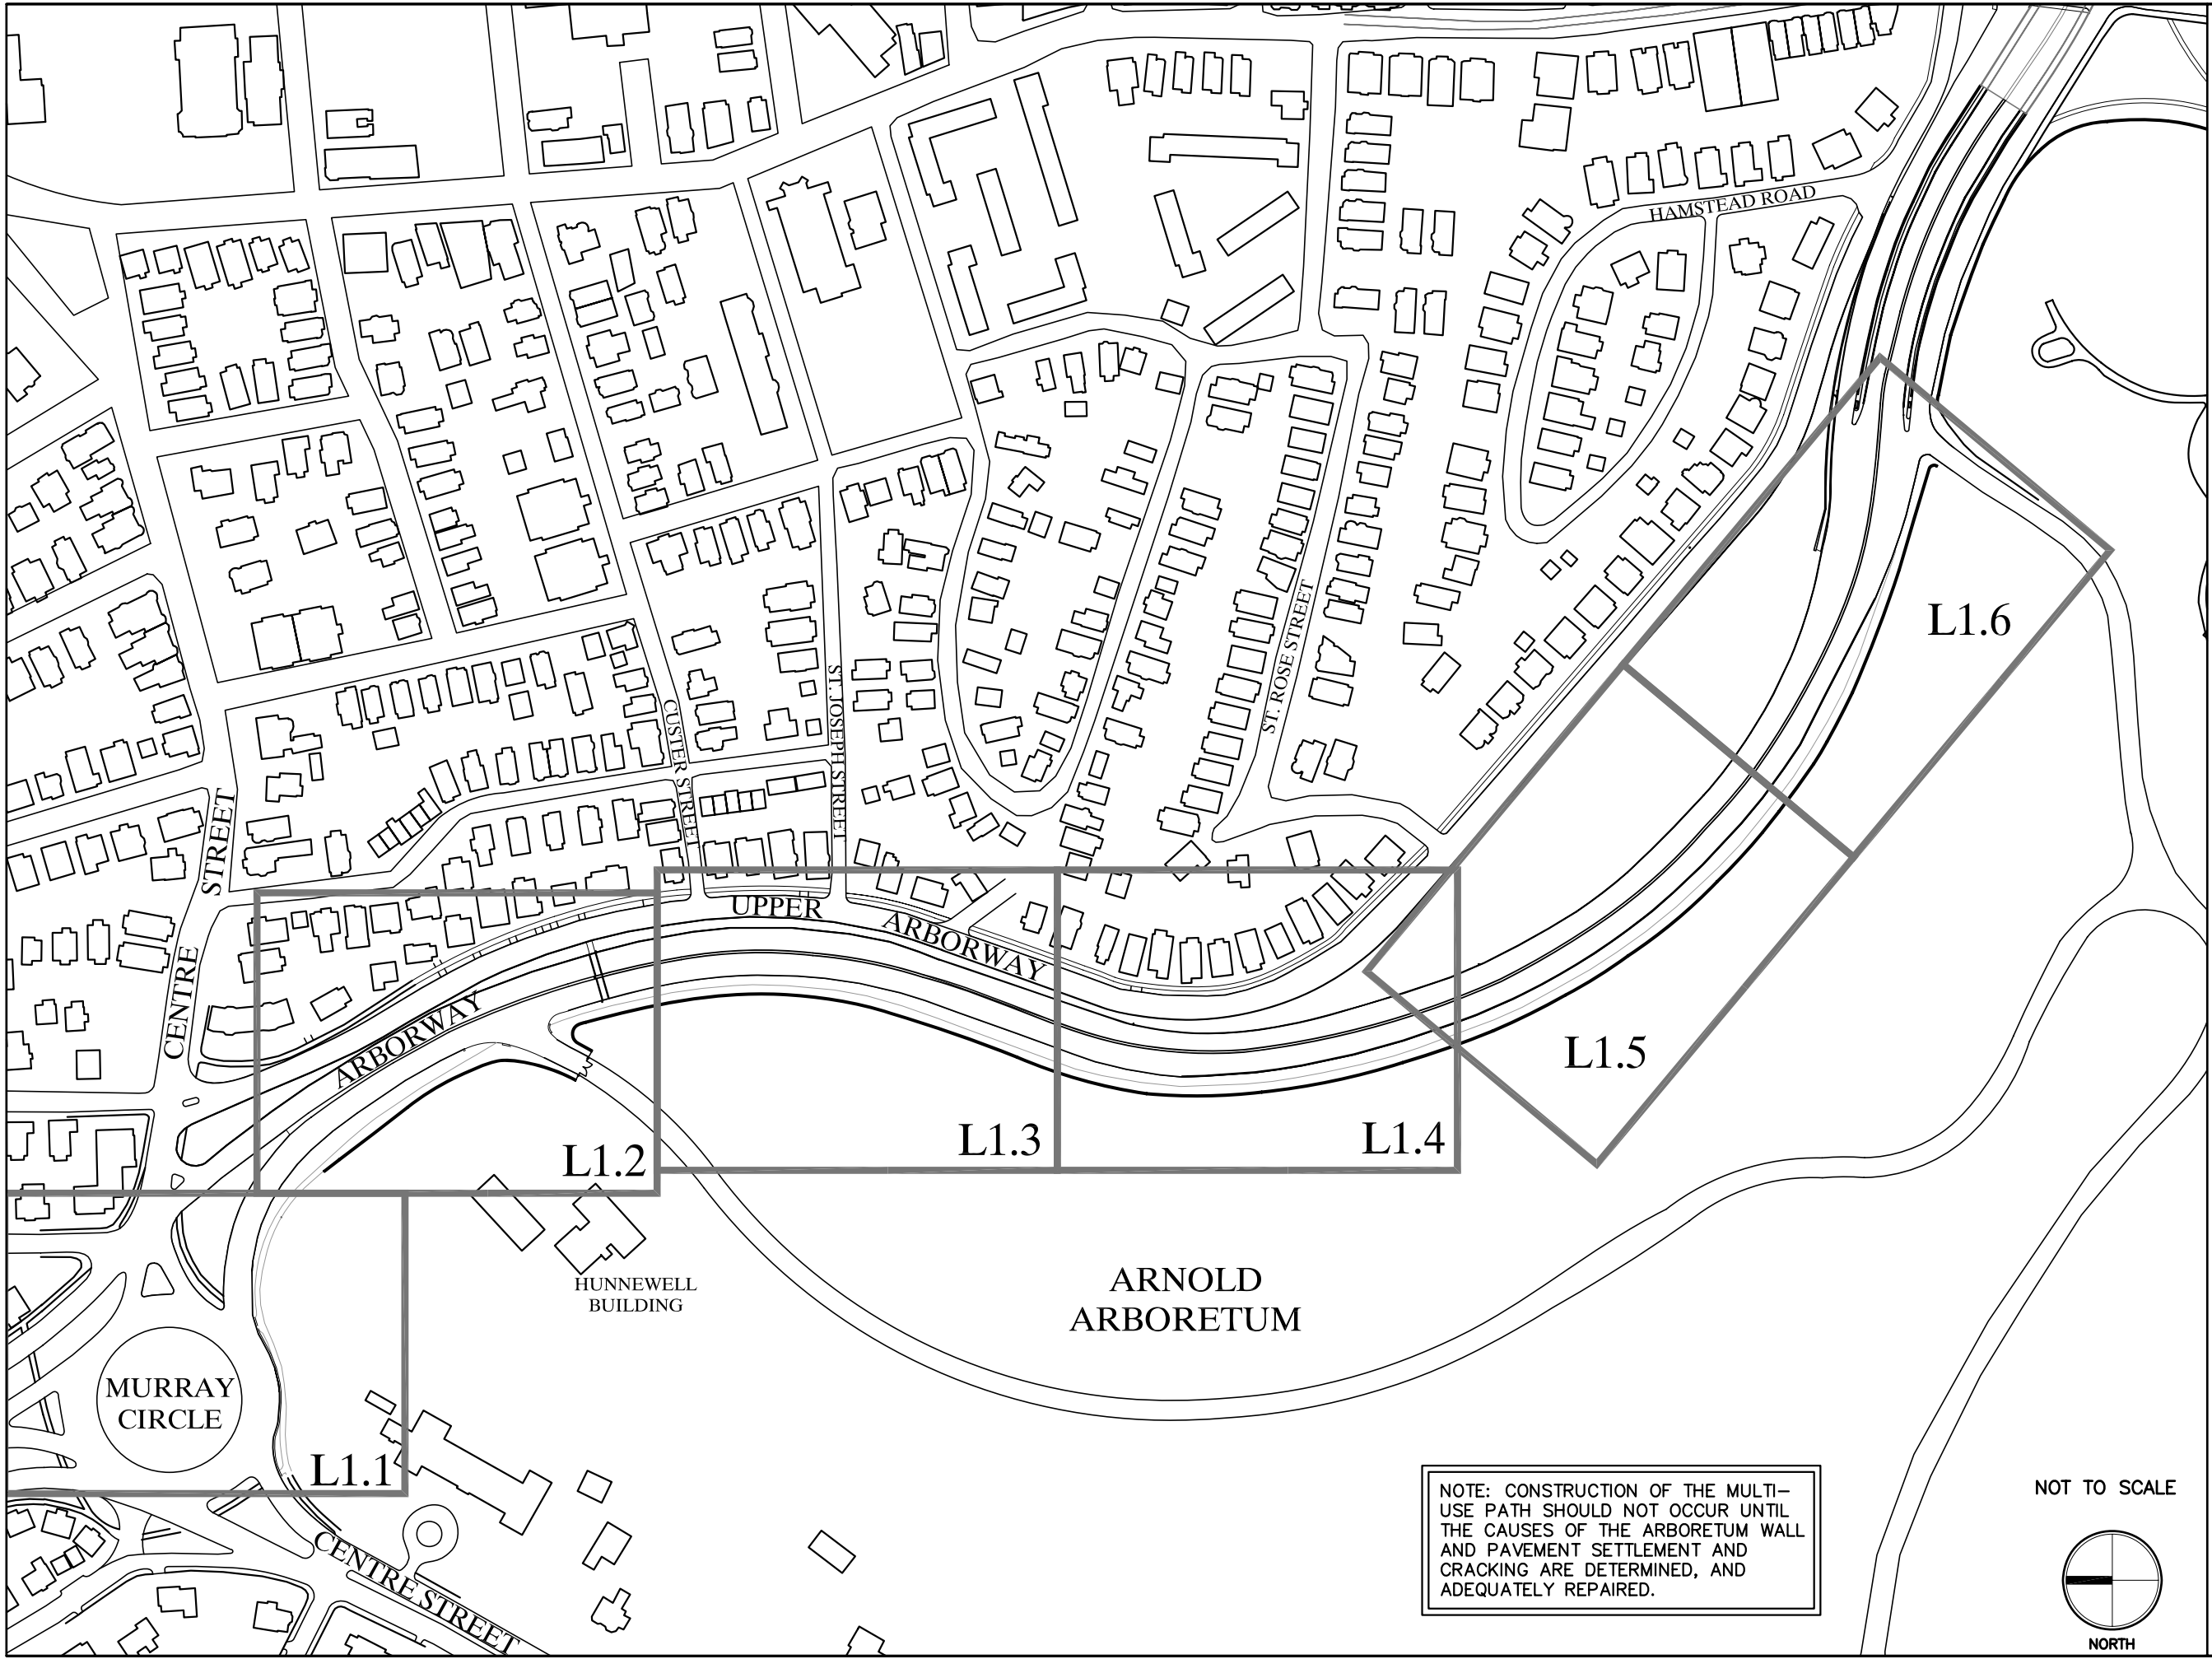 HAMSTEAD ROAD
L1.6
ST. ROSE STREET
ST. JOSEPH STREET
CUSTER STREET
CENTRE
STREET
UPPER
ARBORWAY
ARBORWAY
L1.5
L1.4
L1.3
L1.2
HUNNEWELL
BUILDING
ARNOLD
ARBORETUM
MURRAY
CIRCLE
L1.1
CENTRE STREET
NOTE: CONSTRUCTION OF THE MULTI-
USE PATH SHOULD NOT OCCUR UNTIL
THE CAUSES OF THE ARBORETUM WALL
AND PAVEMENT SETTLEMENT AND
CRACKING ARE DETERMINED, AND
ADEQUATELY REPAIRED.
NOT TO SCALE
NORTH